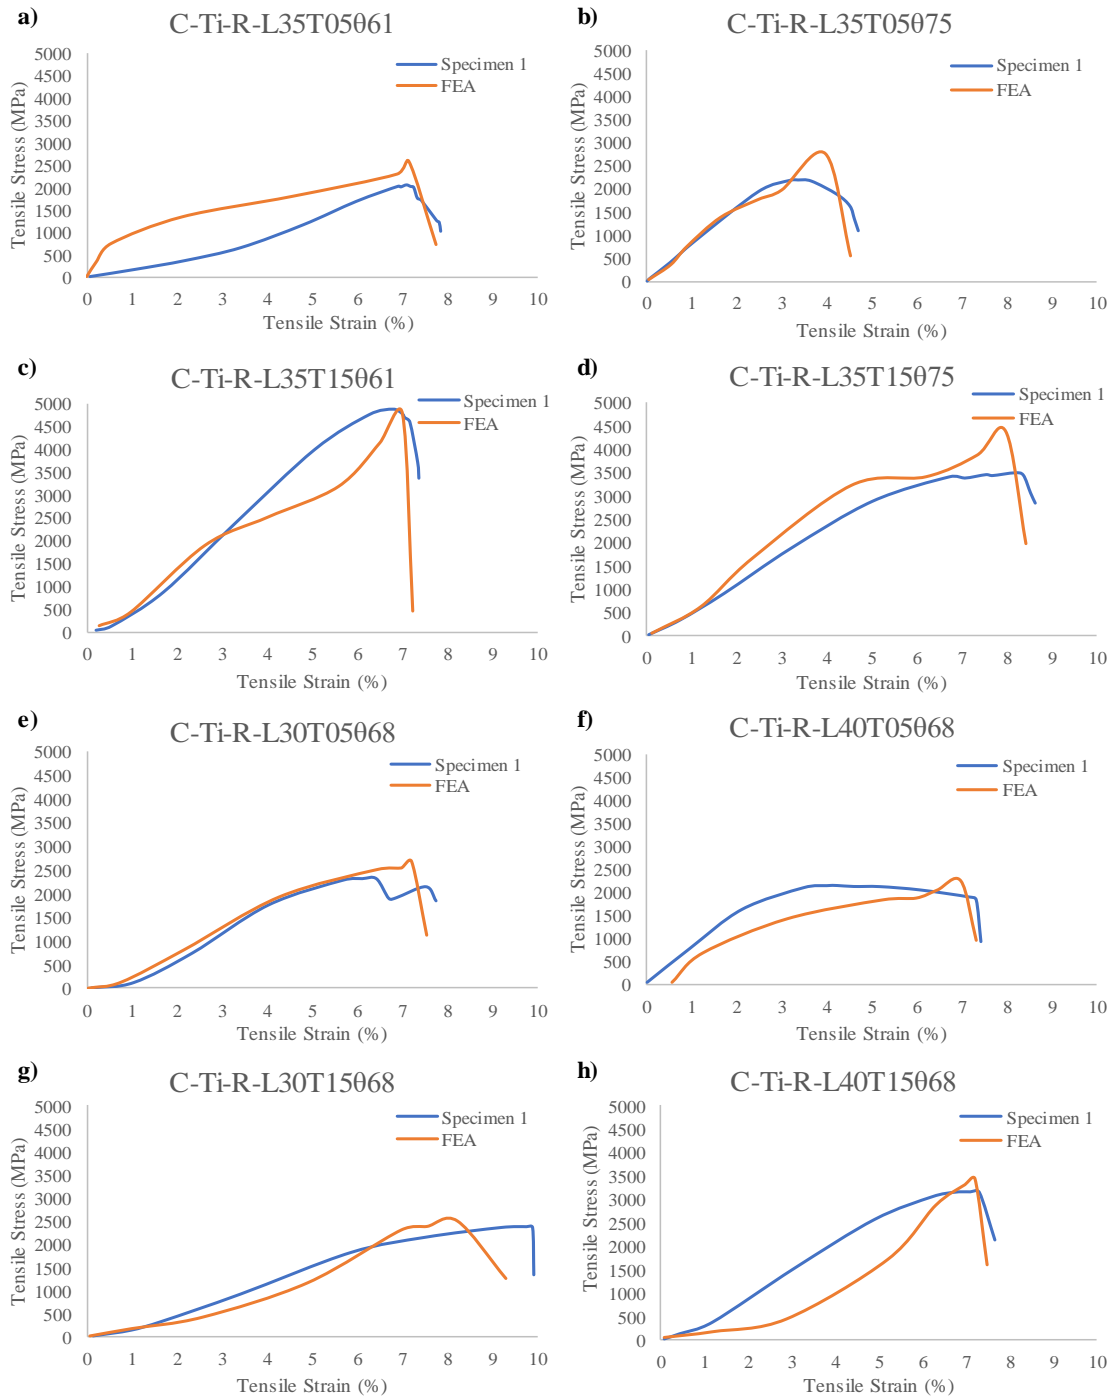 a)
C-Ti-R-L35T05θ61
Tensile Stress (MPa)
5000
4500
4000
3500
3000
2500
2000
1500
1000
500
0
Specimen 1
FEA
0 1 2 3 4 5 6 7 8 9 10
Tensile Strain (%)
b)
C-Ti-R-L35T05θ75
Tensile Stress (MPa)
5000
4500
4000
3500
3000
2500
2000
1500
1000
500
0
Specimen 1
FEA
0 1 2 3 4 5 6 7 8 9 10
Tensile Strain (%)
c)
C-Ti-R-L35T15θ61
Tensile Stress (MPa)
5000
4500
4000
3500
3000
2500
2000
1500
1000
500
0
Specimen 1
FEA
0 1 2 3 4 5 6 7 8 9 10
Tensile Strain (%)
d)
C-Ti-R-L35T15θ75
Tensile Stress (MPa)
5000
4500
4000
3500
3000
2500
2000
1500
1000
500
0
Specimen 1
FEA
0 1 2 3 4 5 6 7 8 9 10
Tensile Strain (%)
e)
C-Ti-R-L30T05θ68
Tensile Stress (MPa)
5000
4500
4000
3500
3000
2500
2000
1500
1000
500
0
Specimen 1
FEA
0 1 2 3 4 5 6 7 8 9 10
Tensile Strain (%)
f)
C-Ti-R-L40T05θ68
Tensile Stress (MPa)
5000
4500
4000
3500
3000
2500
2000
1500
1000
500
0
Specimen 1
FEA
0 1 2 3 4 5 6 7 8 9 10
Tensile Strain (%)
g)
C-Ti-R-L30T15θ68
Tensile Stress (MPa)
5000
4500
4000
3500
3000
2500
2000
1500
1000
500
0
Specimen 1
FEA
0 1 2 3 4 5 6 7 8 9 10
Tensile Strain (%)
h)
C-Ti-R-L40T15θ68
Tensile Stress (MPa)
5000
4500
4000
3500
3000
2500
2000
1500
1000
500
0
Specimen 1
FEA
0 1 2 3 4 5 6 7 8 9 10
Tensile Strain (%)